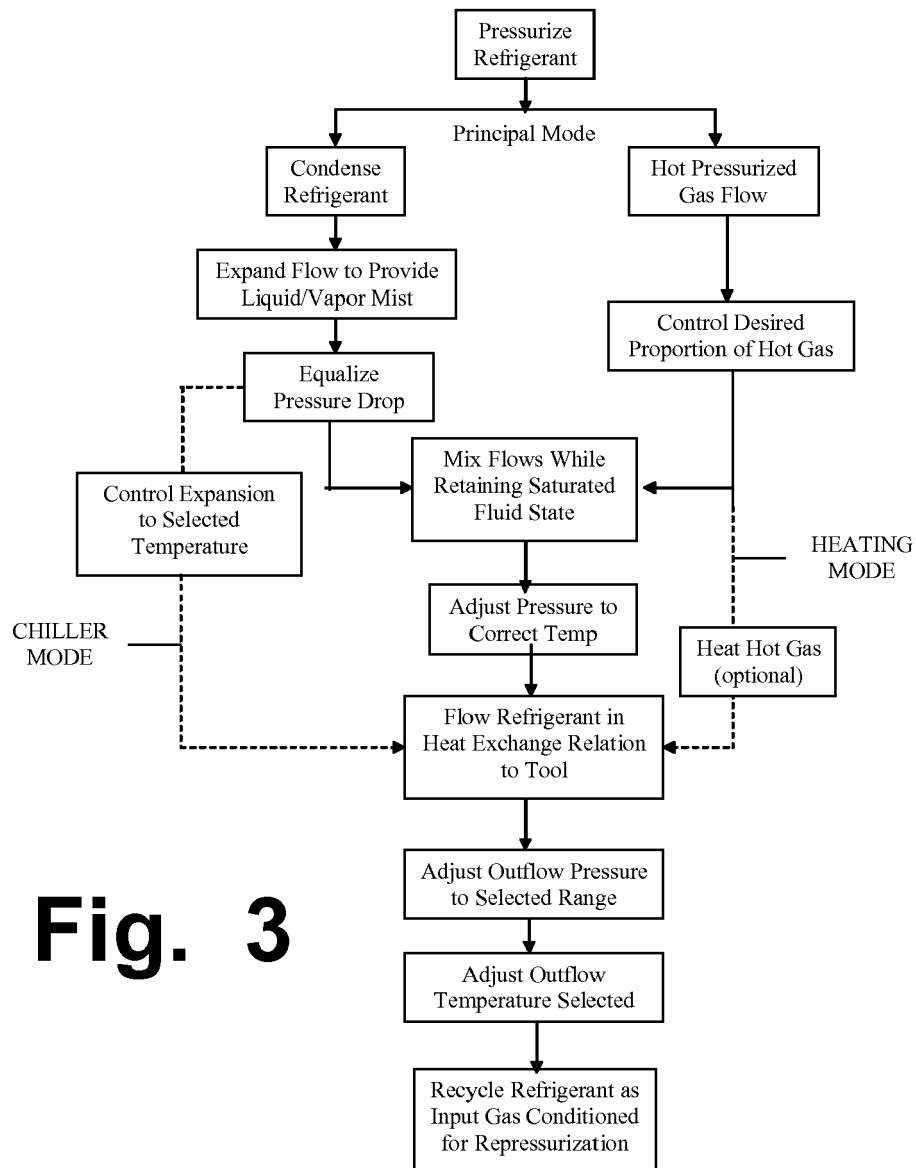 Pressurize
Refrigerant
Principal Mode
Condense
Refrigerant
Hot Pressurized
Gas Flow
Expand Flow to Provide
Liquid/Vapor Mist
Control Desired
Proportion of Hot Gas
Equalize
Pressure Drop
Mix Flows While
Retaining Saturated
Fluid State
Control Expansion
to Selected
Temperature
HEATING
MODE
Adjust Pressure to
Correct Temp
CHILLER
MODE
Heat Hot Gas
(optional)
Flow Refrigerant in
Heat Exchange Relation
to Tool
Adjust Outflow Pressure
to Selected Range
Fig. 3
Adjust Outflow
Temperature Selected
Recycle Refrigerant as
Input Gas Conditioned
for Repressurization